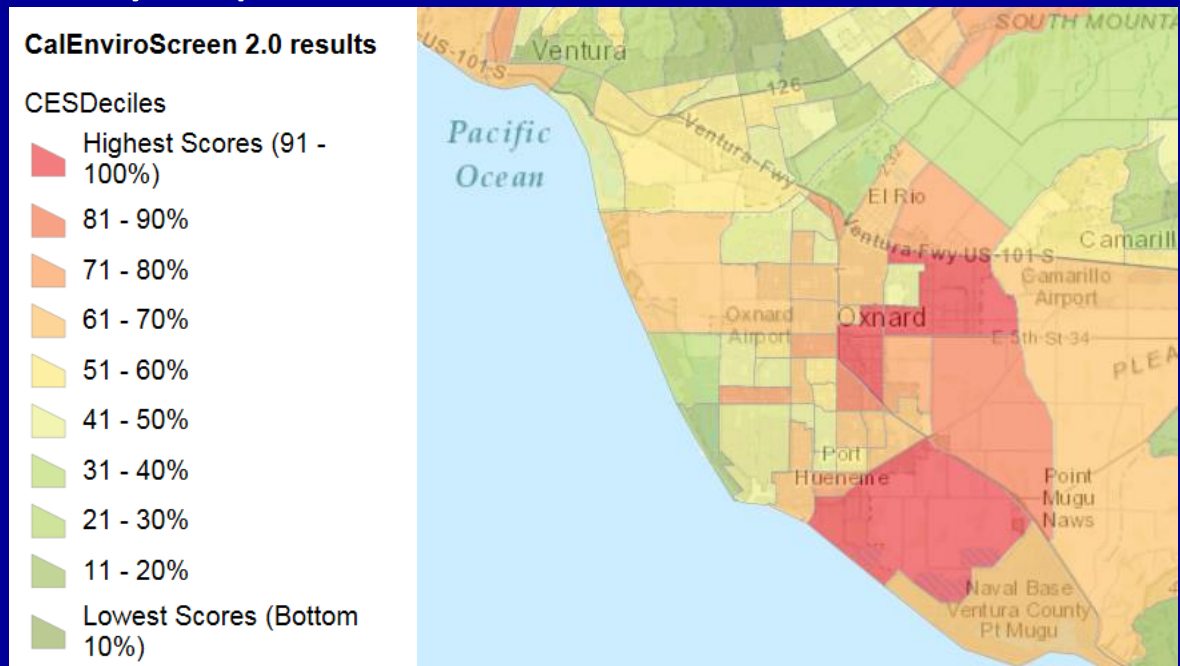 CalEnviroScreen 2.0 results
CESDeciles
Highest Scores (91 -
100%)
81 - 90%
71 - 80%
61 - 70%
51 - 60%
41 - 50%
31 - 40%
21 - 30%
11 - 20%
Lowest Scores (Bottom
10%)
SOUTH MOUNTA
US-101-S
Ventura
126
Pacific
Ocean
Ventura-Fwy
232
El Rio
Ventura-Fwy US-101-S
Camarill
Camarillo
Airport
Oxnard
Airport
Oxnard
E 5th-St-34
PLEA
Port
Hueneme
Point
Mugu
Naws
Naval Base
Ventura County
Pt Mugu